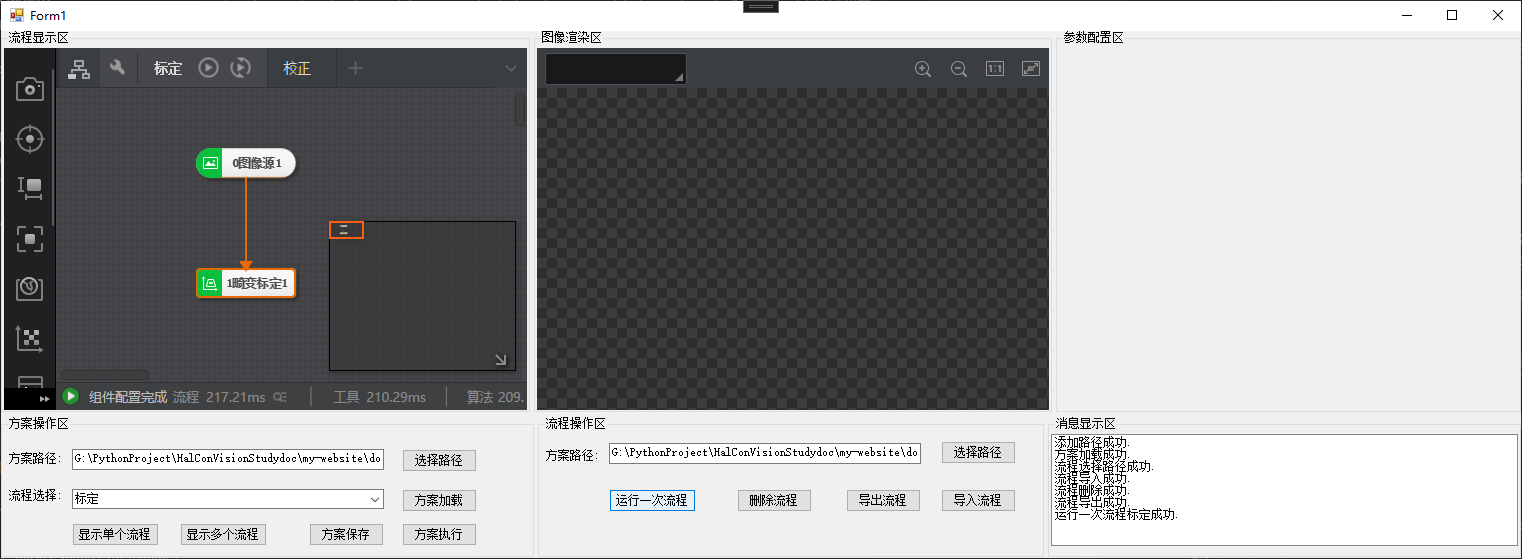 Form1
流程显示区
图像渲染区
参数配置区
标定
校正
1:1
0图像源1
1畸变标定1
组件配置完成 流程 217.21ms
工具 210.29ms
算法 209.
方案操作区
方案路径: G:\PythonProject\HalConVisionStudydoc\my-website\do 选择路径
流程选择: 标定 方案加载
显示单个流程 显示多个流程 方案保存 方案执行
流程操作区
方案路径: G:\PythonProject\HalConVisionStudydoc\my-website\do 选择路径
运行一次流程 删除流程 导出流程 导入流程
消息显示区
添加路径成功.
方案加载成功.
流程选择路径成功.
流程导入成功.
流程删除成功.
流程导出成功.
运行一次流程标定成功.